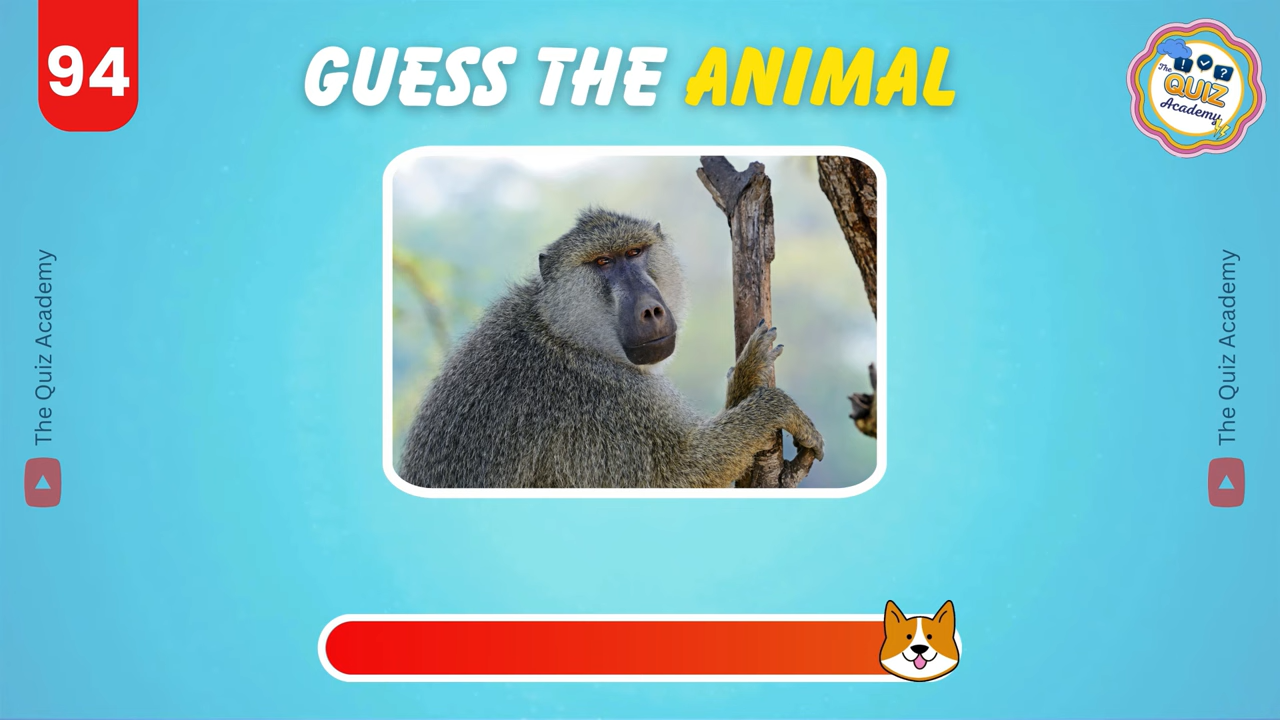 94
GUESS THE ANIMAL
The
! ?
QUIZ
Academy
The Quiz Academy
The Quiz Academy